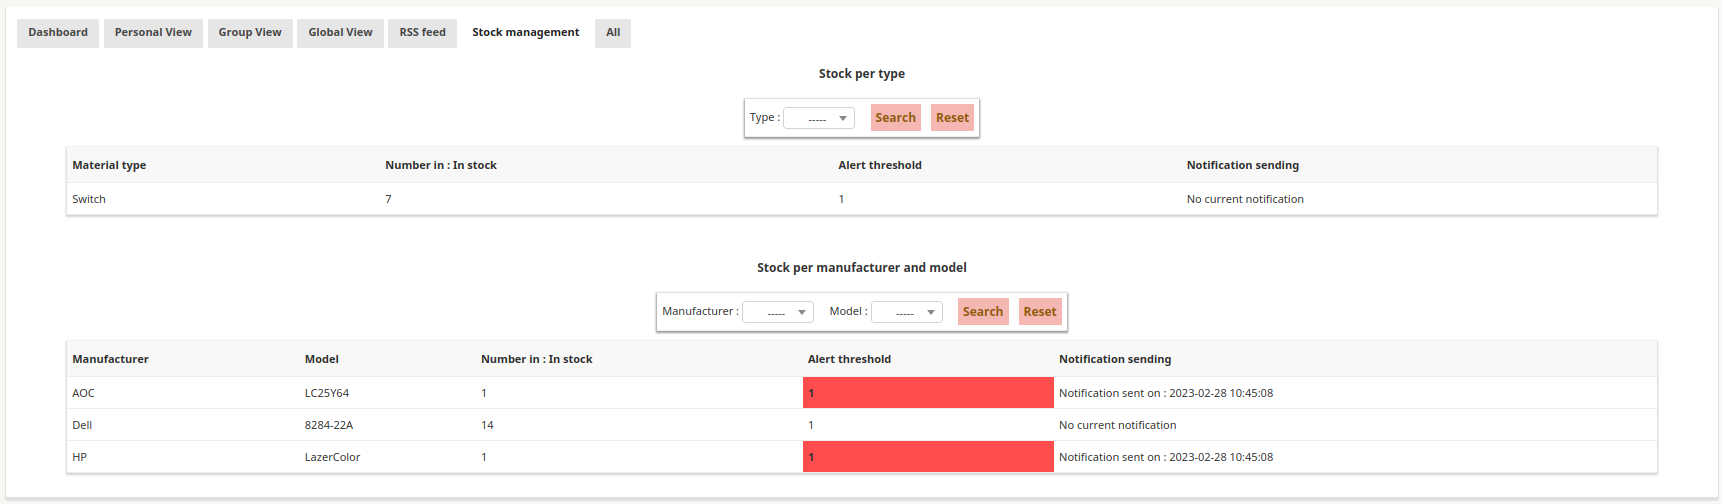 Dashboard Personal View Group View Global View RSS feed Stock management All
Stock per type
Type : ----- Search Reset
Material type Number in : In stock Alert threshold Notification sending
Switch 7 1 No current notification
Stock per manufacturer and model
Manufacturer : ----- Model : ----- Search Reset
Manufacturer Model Number in : In stock Alert threshold Notification sending
AOC LC25Y64 1 1 Notification sent on : 2023-02-28 10:45:08
Dell 8284-22A 14 1 No current notification
HP LazerColor 1 1 Notification sent on : 2023-02-28 10:45:08